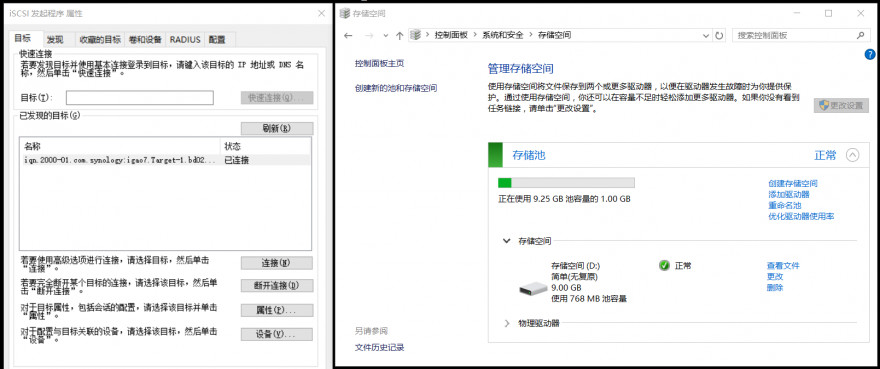 iSCSI 发起程序 属性
目标
发现
收藏的目标
卷和设备
RADIUS
配置
快速连接
若要发现目标并使用基本连接登录到目标，请键入该目标的 IP 地址或 DNS 名
称，然后单击“快速连接”。
目标(T):
快速连接(Q)...
已发现的目标(G)
刷新(R)
名称
状态
iqn.2000-01.com.synology:igao7.Target-1.bd02...
已连接
若要使用高级选项进行连接，请选择目标，然后单击
“连接”。
连接(N)
若要完全断开某个目标的连接，请选择该目标，然后单
击“断开连接”。
断开连接(D)
对于目标属性，包括会话的配置，请选择该目标并单击
“属性”。
属性(P)...
对于配置与目标关联的设备，请选择该目标，然后单击
“设备”。
设备(V)...
存储空间
控制面板
系统和安全
存储空间
搜索控制面板
控制面板主页
创建新的池和存储空间
管理存储空间
使用存储空间将文件保存到两个或更多驱动器，以便在驱动器发生故障时为你提供保
护。通过使用存储空间，你还可以在容量不足时轻松添加更多驱动器。如果你没有看到
任务链接，请单击“更改设置”。
更改设置
存储池
正常
正在使用 9.25 GB 池容量的 1.00 GB
创建存储空间
添加驱动器
重命名池
优化驱动器使用率
存储空间
存储空间 (D:)
简单(无复原)
9.00 GB
使用 768 MB 池容量
正常
查看文件
更改
删除
物理驱动器
另请参阅
文件历史记录